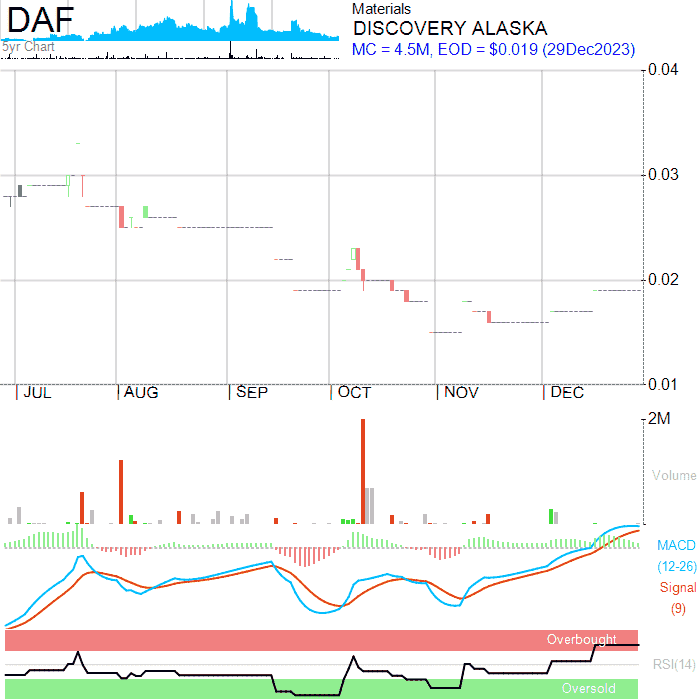 DAF
5yr Chart
Materials
DISCOVERY ALASKA
MC = 4.5M, EOD = $0.019 (29Dec2023)
0.04
0.03
0.02
0.01
JUL AUG SEP OCT NOV DEC
2M
Volume
MACD
(12-26)
Signal
(9)
Overbought
RSI(14)
Oversold